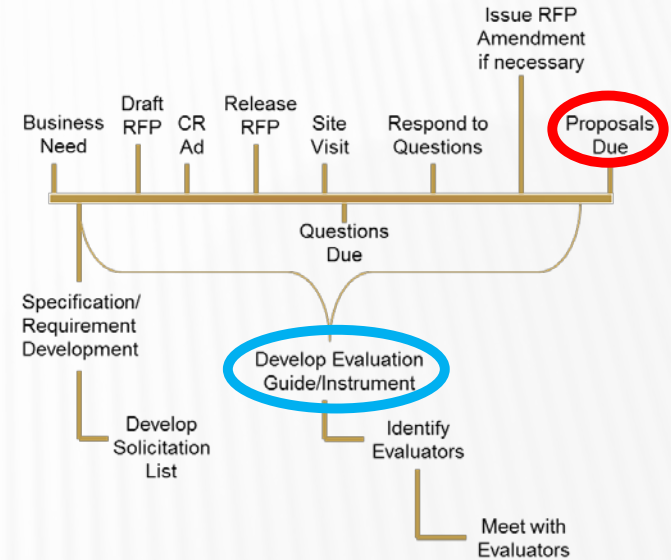 Issue RFP
Amendment
if necessary
Business
Need
Draft
RFP
CR
Ad
Release
RFP
Site
Visit
Respond to
Questions
Proposals
Due
Questions
Due
Specification/
Requirement
Development
Develop Evaluation
Guide/Instrument
Develop
Solicitation
List
Identify
Evaluators
Meet with
Evaluators